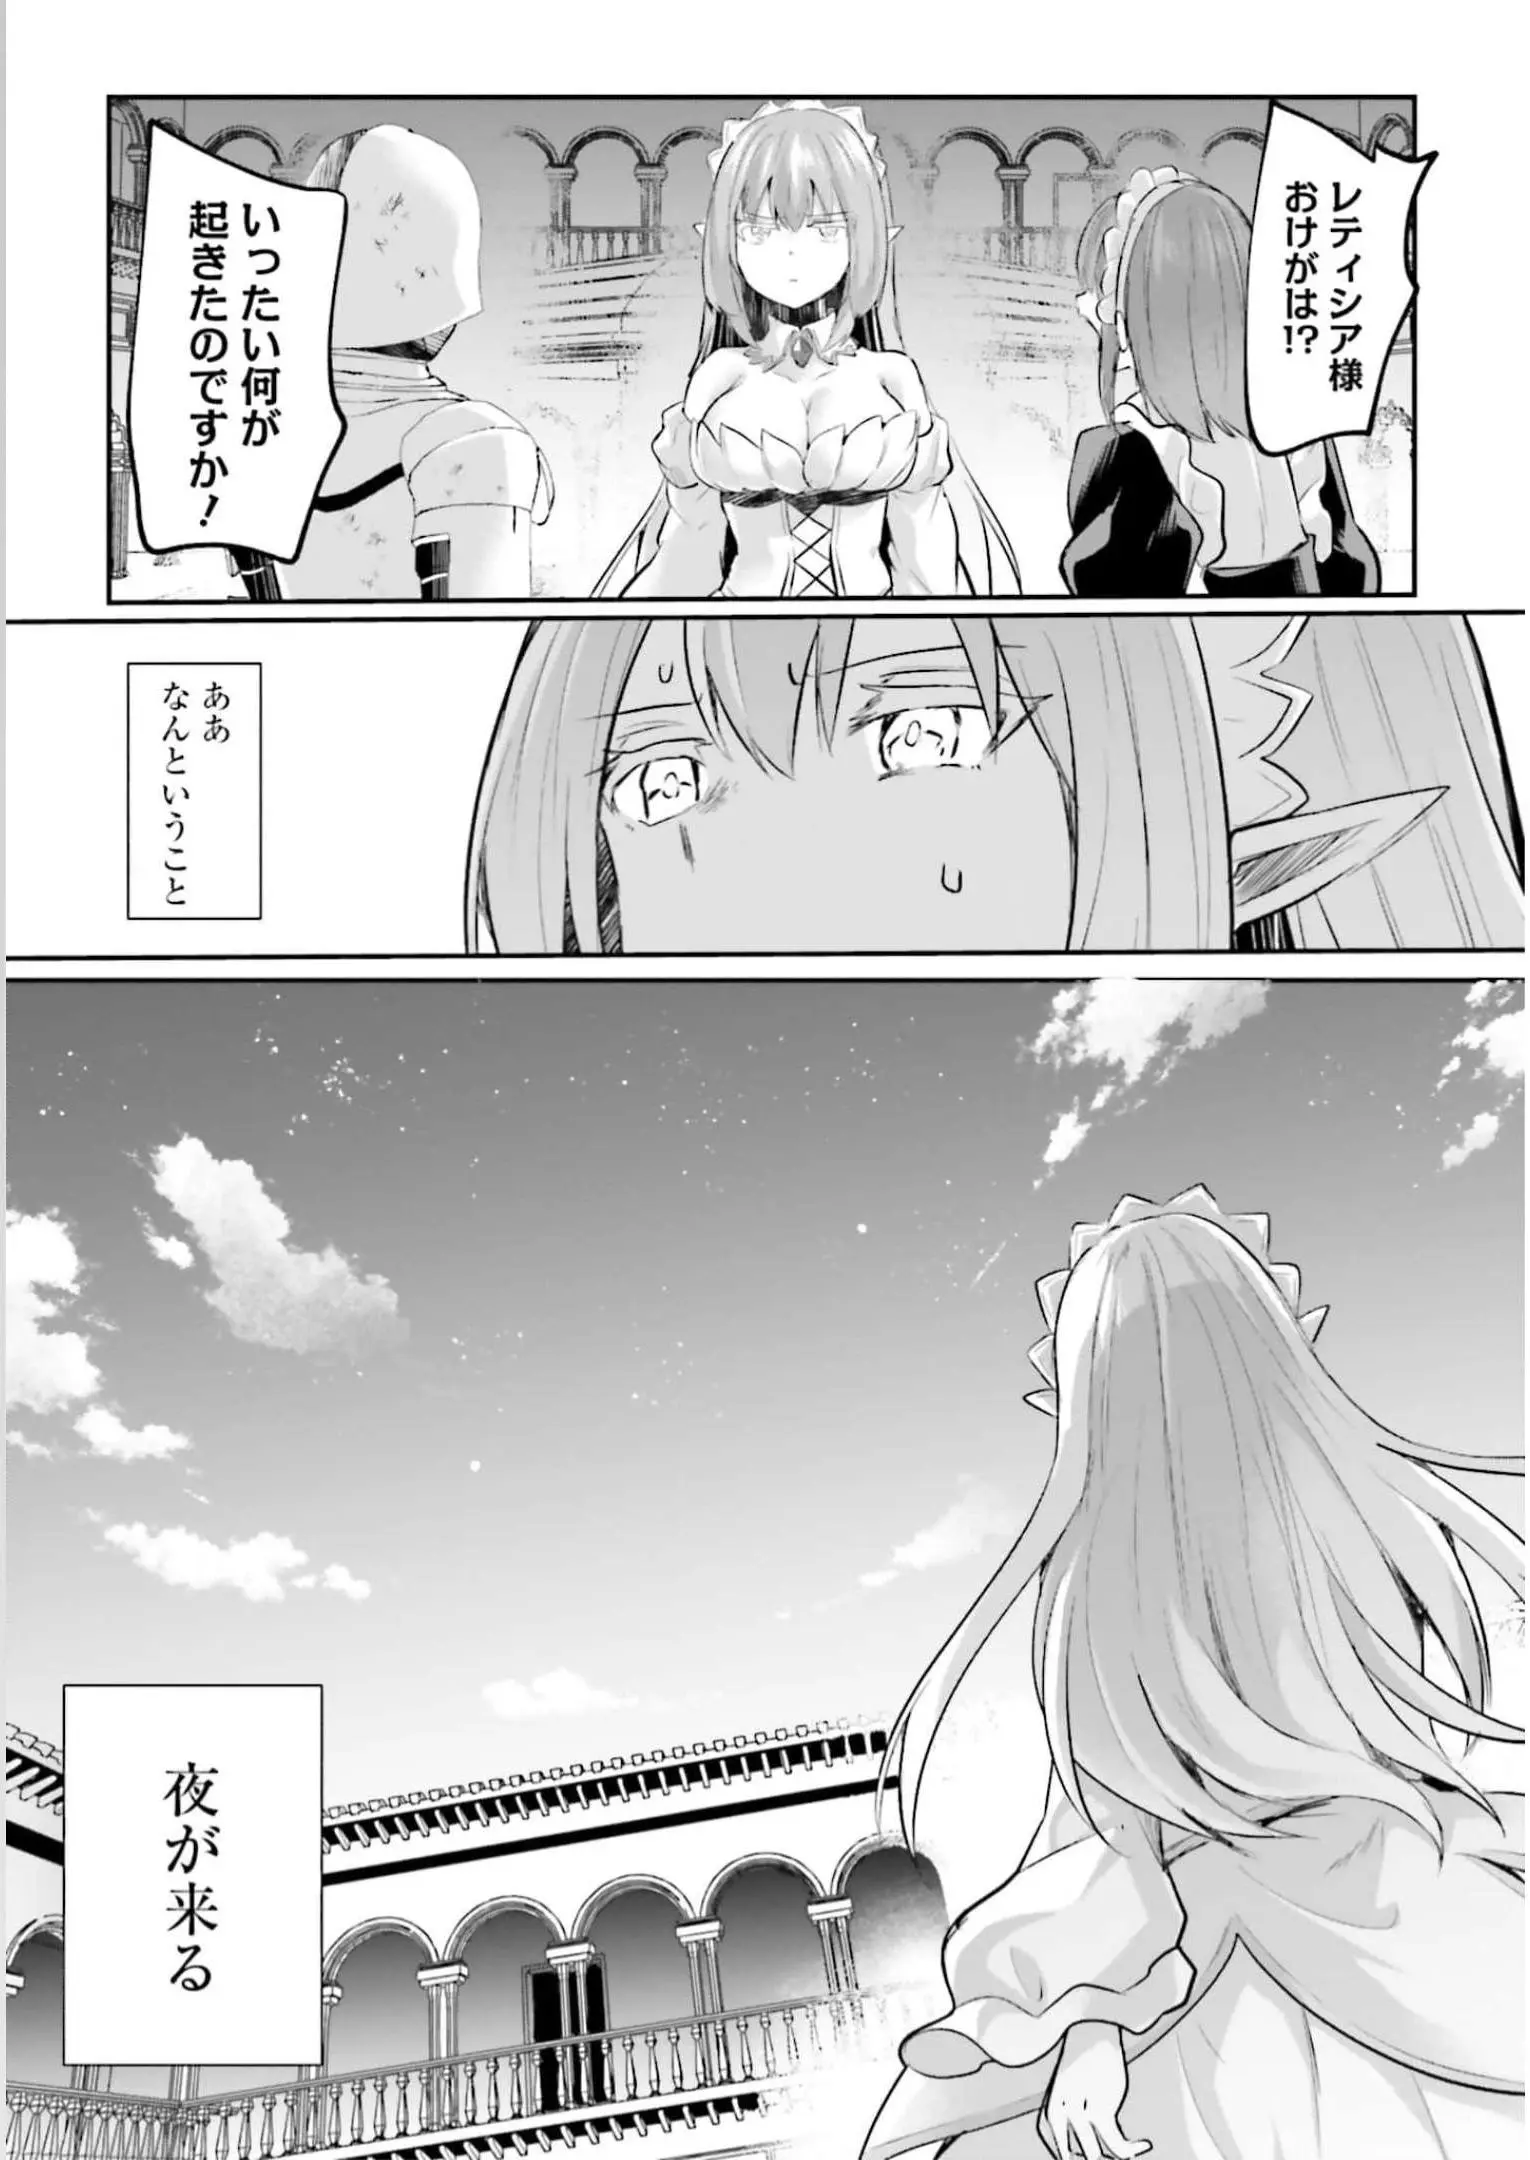 レティシア様
おけがは!?
いったい何が
起きたのですか！
ああ
なんということ
夜が来る